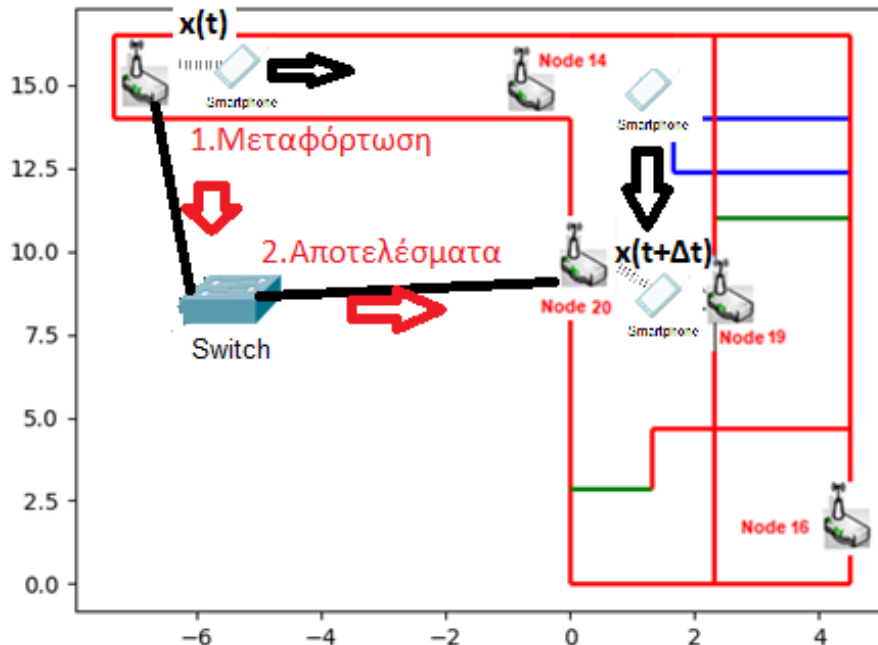 x(t)
Node 14
Smartphone
Smartphone
1.Μεταφόρτωση
2.Αποτελέσματα
x(t+Δt)
Node 20
Smartphone
Node 19
Switch
Node 16
15.0
12.5
10.0
7.5
5.0
2.5
0.0
−6
−4
−2
0
2
4